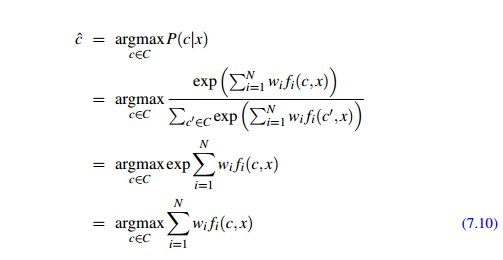 ĉ = argmax_{c∈C} P(c|x)
= argmax_{c∈C} exp(∑_{i=1}^{N} w_i f_i(c,x)) / ∑_{c′∈C} exp(∑_{i=1}^{N} w_i f_i(c′,x))
= argmax_{c∈C} exp ∑_{i=1}^{N} w_i f_i(c,x)
= argmax_{c∈C} ∑_{i=1}^{N} w_i f_i(c,x) (7.10)